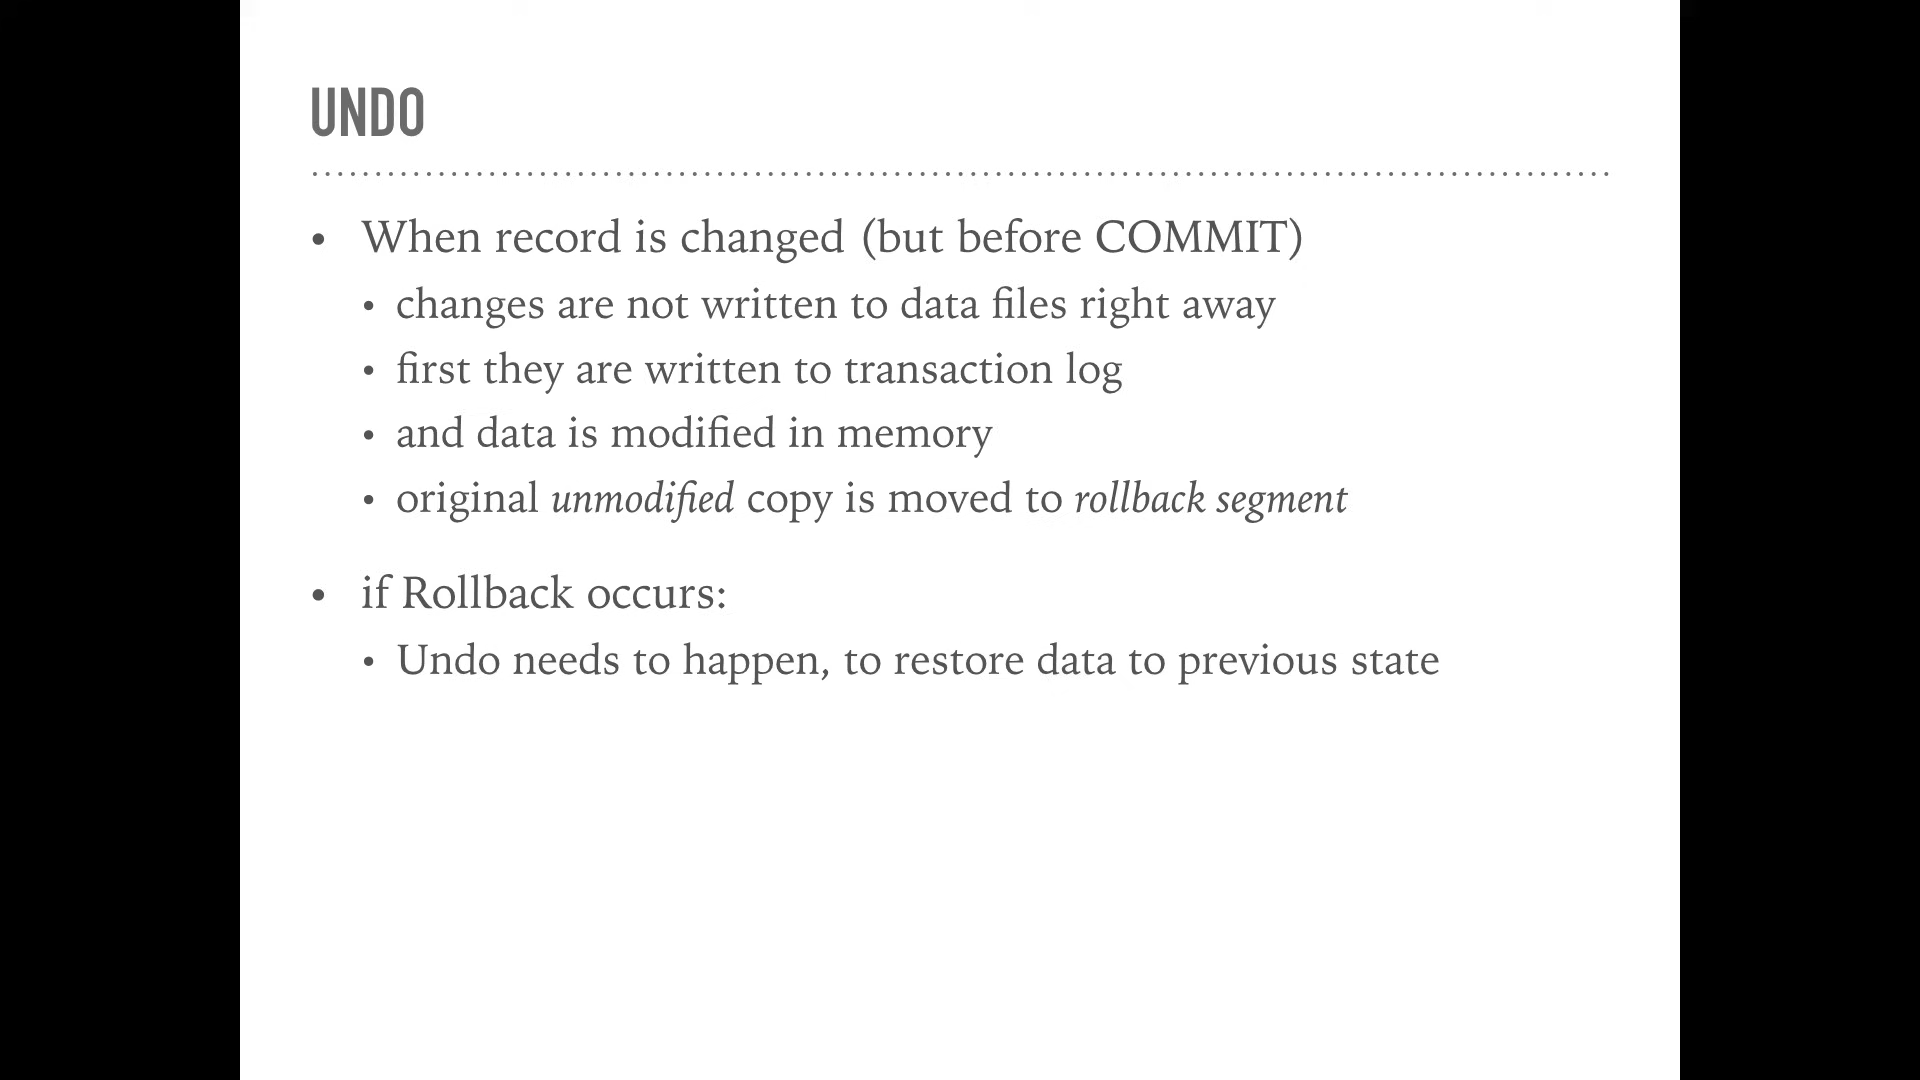 UNDO
• When record is changed (but before COMMIT)
• changes are not written to data files right away
• first they are written to transaction log
• and data is modified in memory
• original unmodified copy is moved to rollback segment
• if Rollback occurs:
• Undo needs to happen, to restore data to previous state